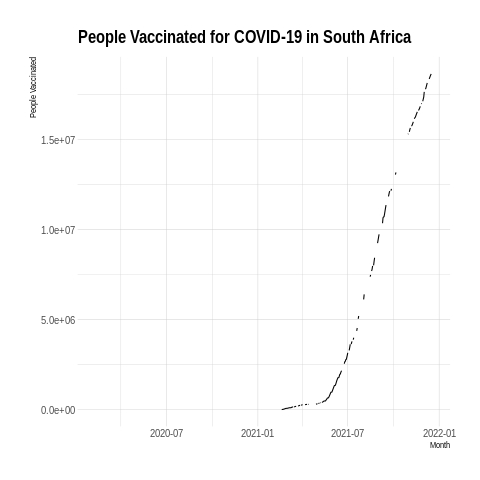 People Vaccinated for COVID-19 in South Africa
People Vaccinated
1.5e+07
1.0e+07
5.0e+06
0.0e+00
2020-07
2021-01
2021-07
2022-01
Month